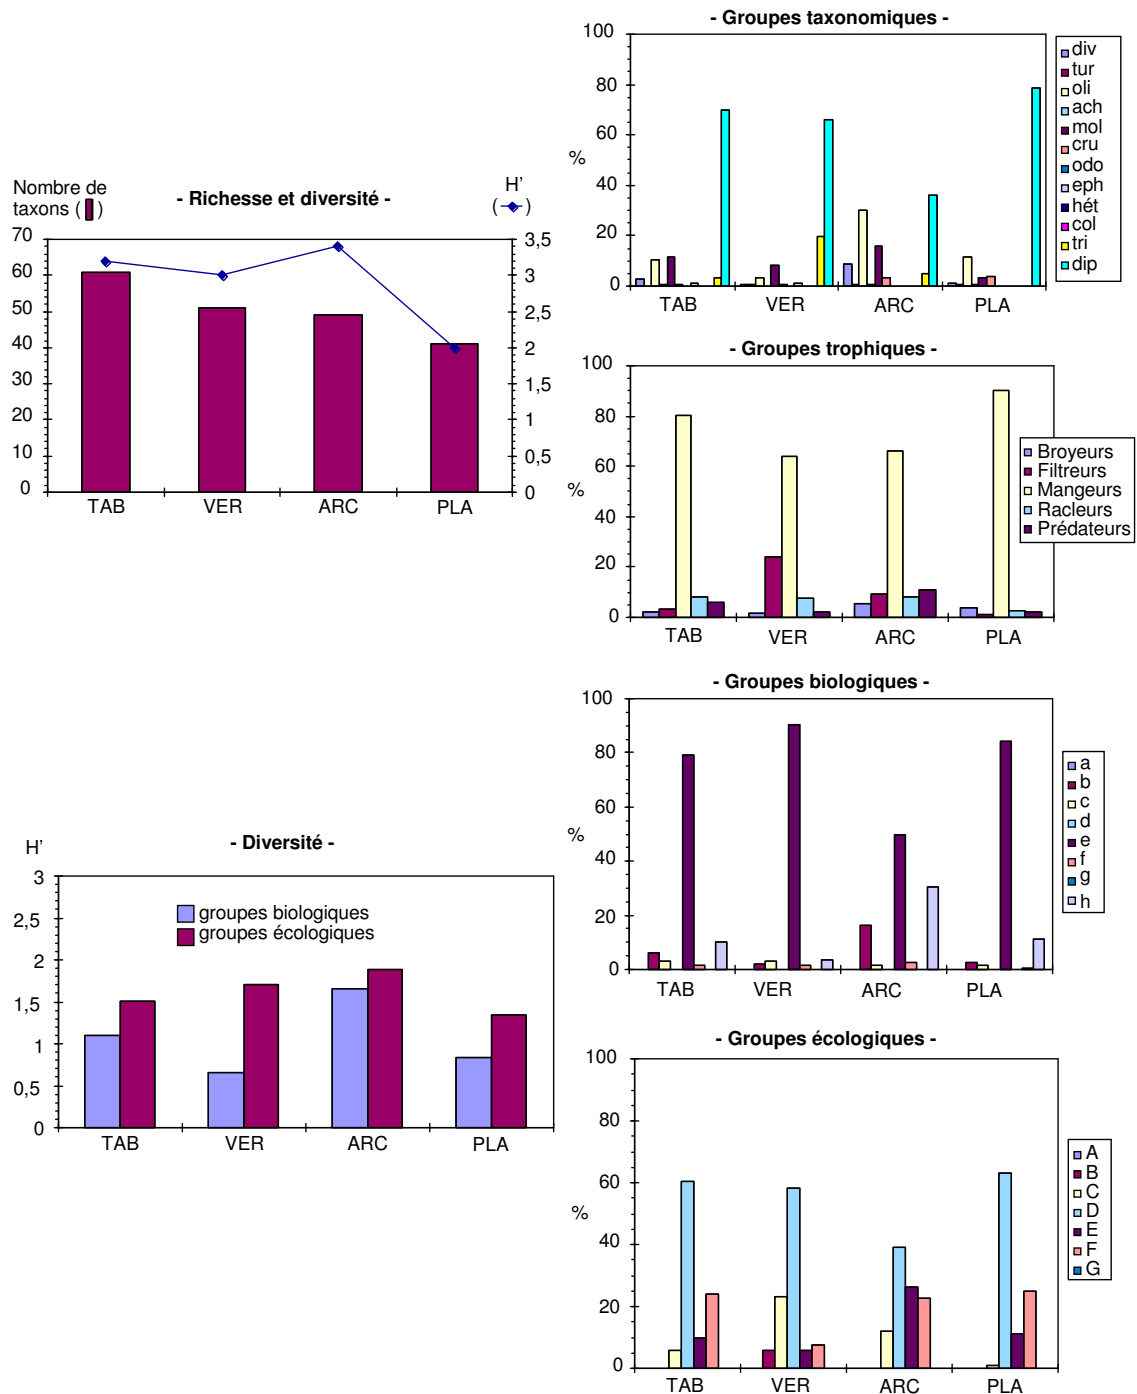 - Richesse et diversité -
Nombre de
taxons ( )
H'
( )
70
60
50
40
30
20
10
0
3,5
3
2,5
2
1,5
1
0,5
0
TAB VER ARC PLA
- Groupes taxonomiques -
100
80
60
%
40
20
0
TAB VER ARC PLA
div
tur
oli
ach
mol
cru
odo
eph
hét
col
tri
dip
- Groupes trophiques -
100
80
60
%
40
20
0
TAB VER ARC PLA
Broyeurs
Filtreurs
Mangeurs
Racleurs
Prédateurs
- Groupes biologiques -
100
80
60
%
40
20
0
TAB VER ARC PLA
a
b
c
d
e
f
g
h
- Diversité -
H'
3
2,5
2
1,5
1
0,5
0
groupes biologiques
groupes écologiques
TAB VER ARC PLA
- Groupes écologiques -
100
80
60
%
40
20
0
TAB VER ARC PLA
A
B
C
D
E
F
G